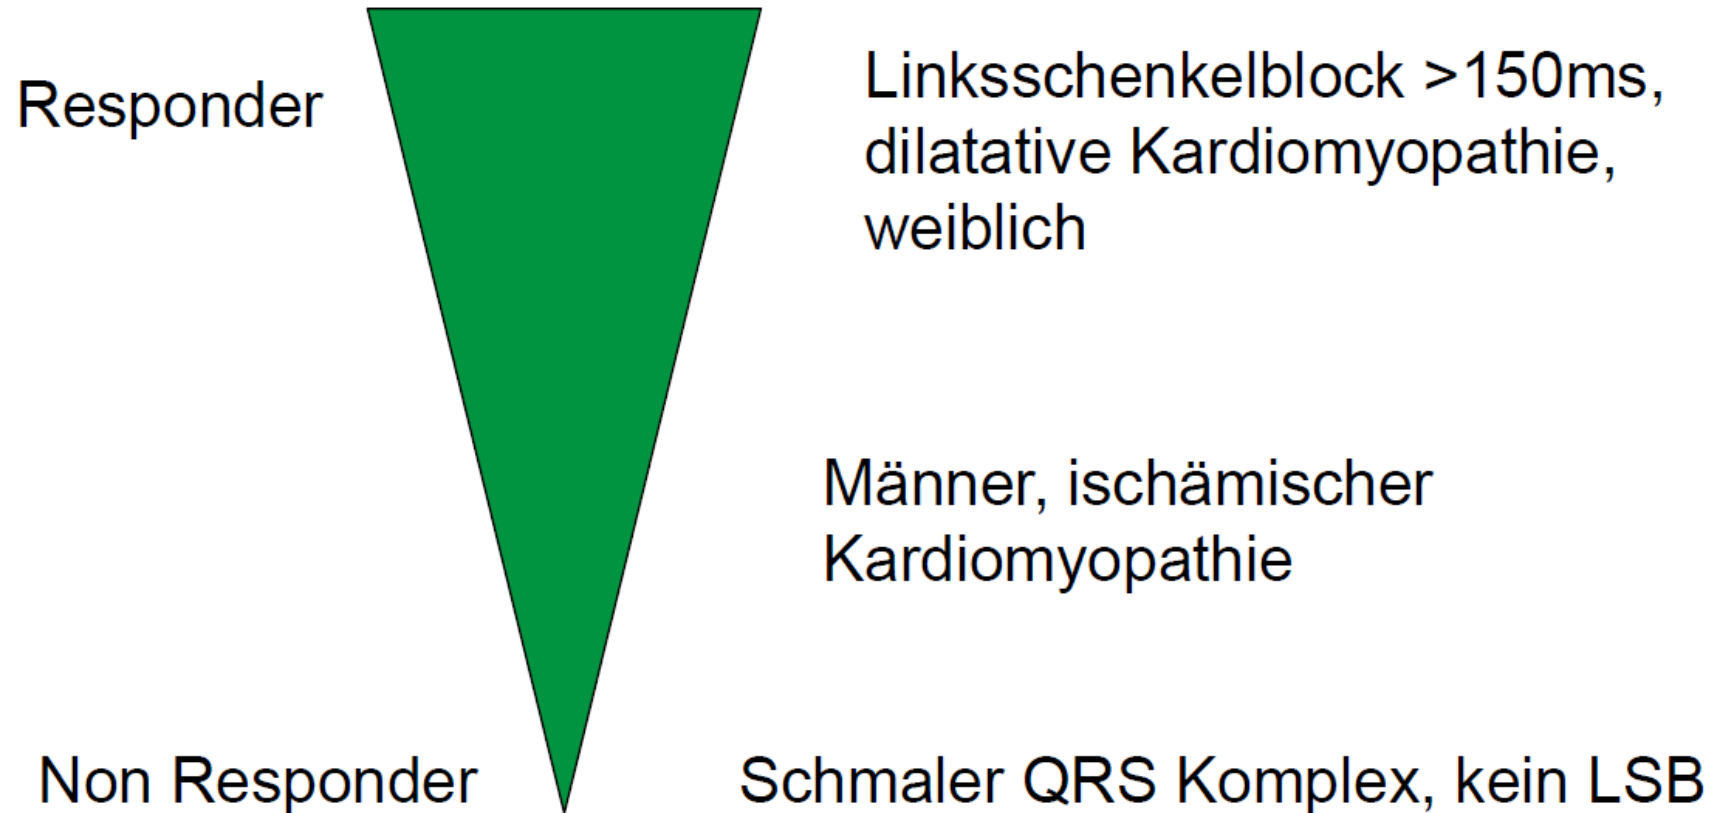 Responder
Linksschenkelblock >150ms,
dilatative Kardiomyopathie,
weiblich
Männer, ischämischer
Kardiomyopathie
Non Responder
Schmaler QRS Komplex, kein LSB